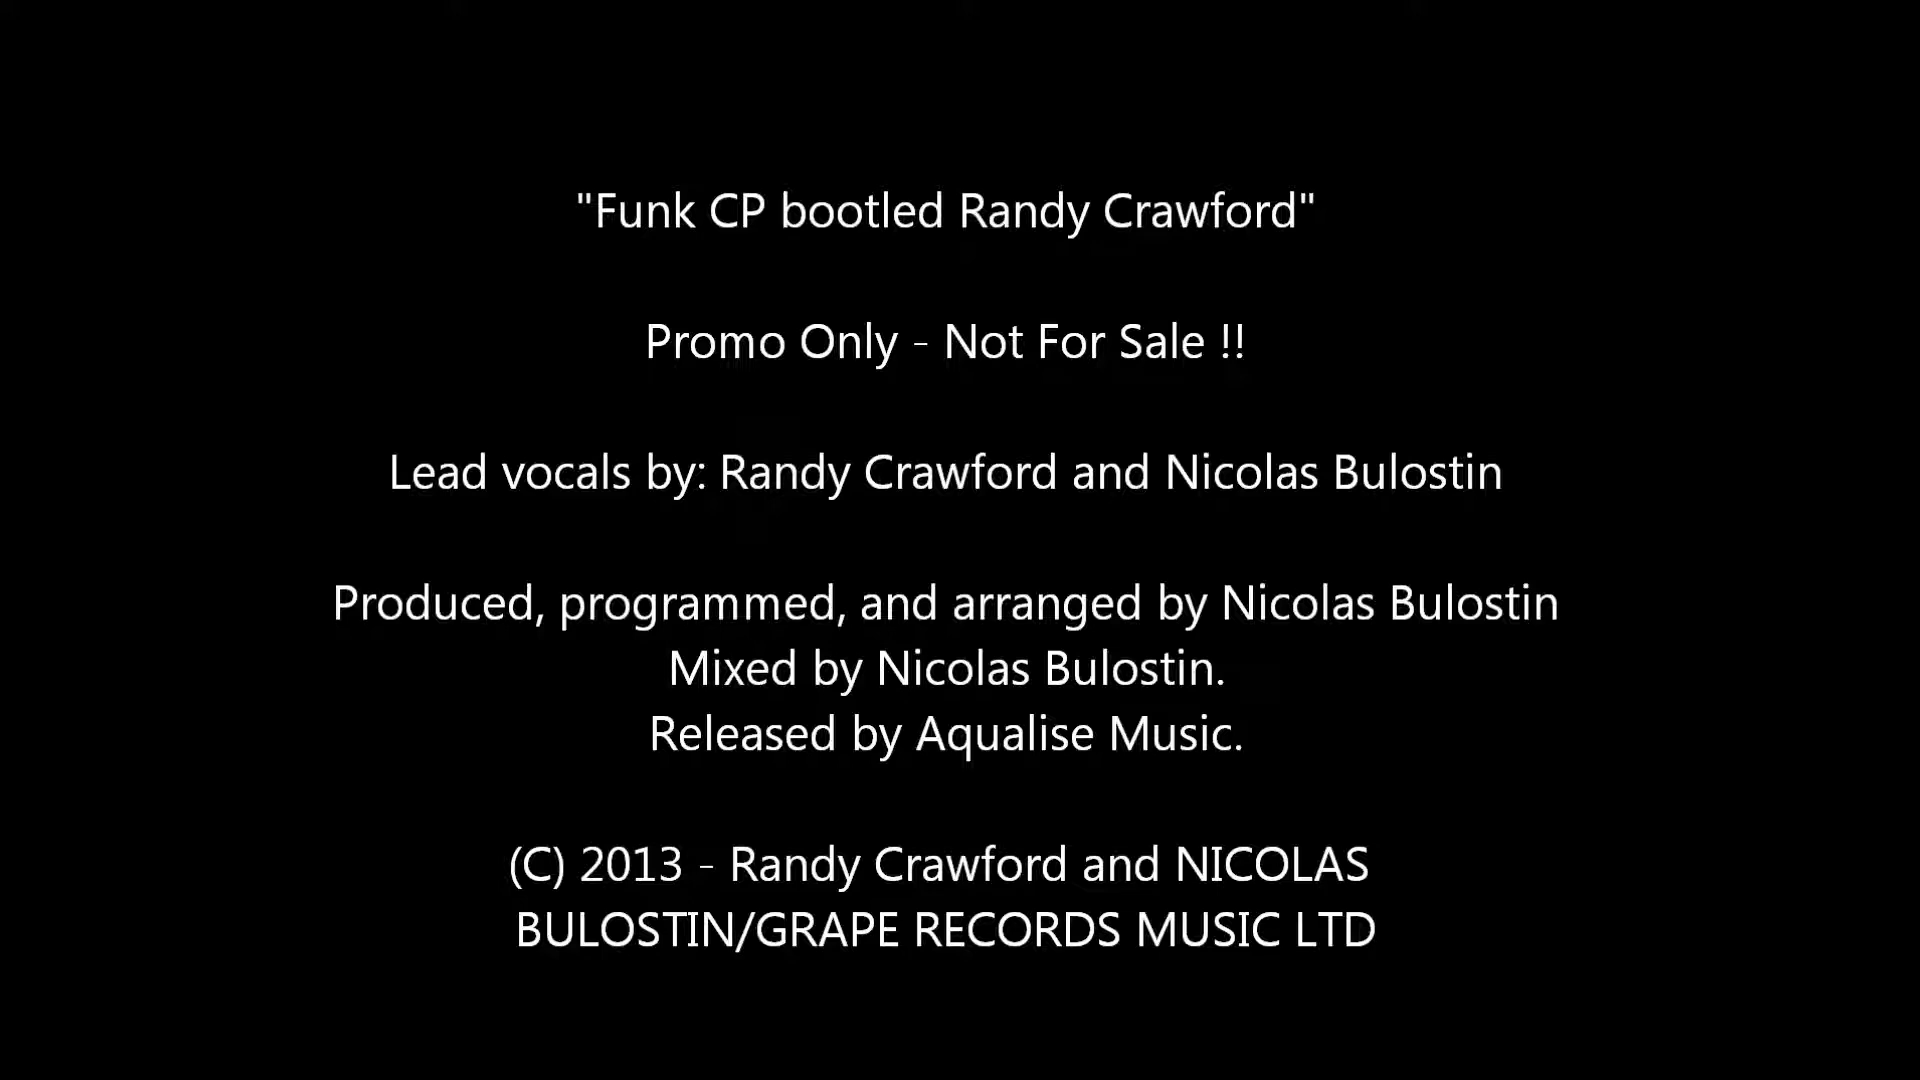 "Funk CP bootled Randy Crawford"
Promo Only - Not For Sale !!
Lead vocals by: Randy Crawford and Nicolas Bulostin
Produced, programmed, and arranged by Nicolas Bulostin
Mixed by Nicolas Bulostin.
Released by Aqualise Music.
(C) 2013 - Randy Crawford and NICOLAS
BULOSTIN/GRAPE RECORDS MUSIC LTD